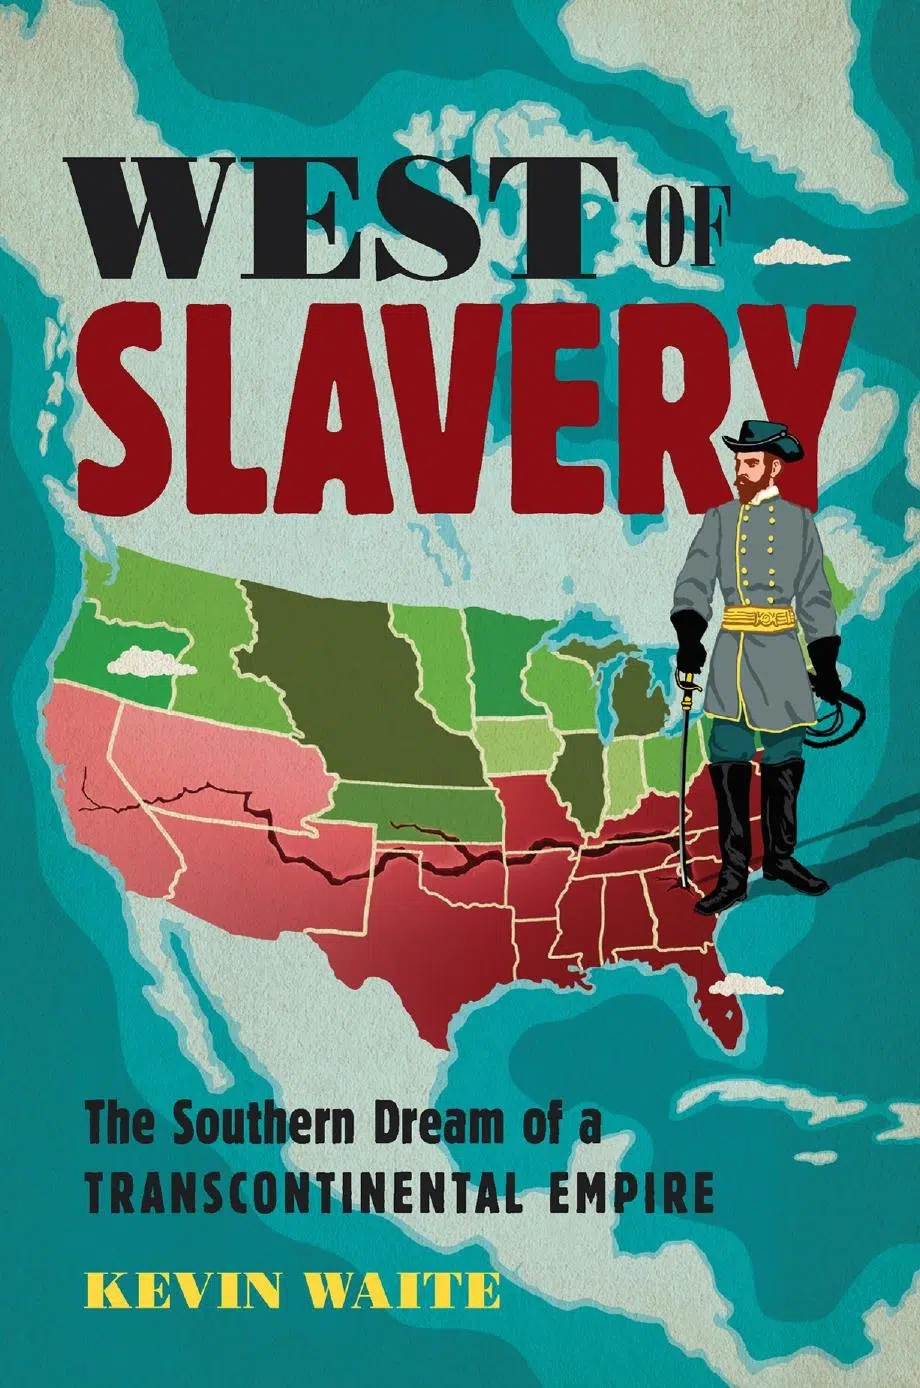 WEST OF
SLAVERY
The Southern Dream of a
TRANSCONTINENTAL EMPIRE
KEVIN WAITE